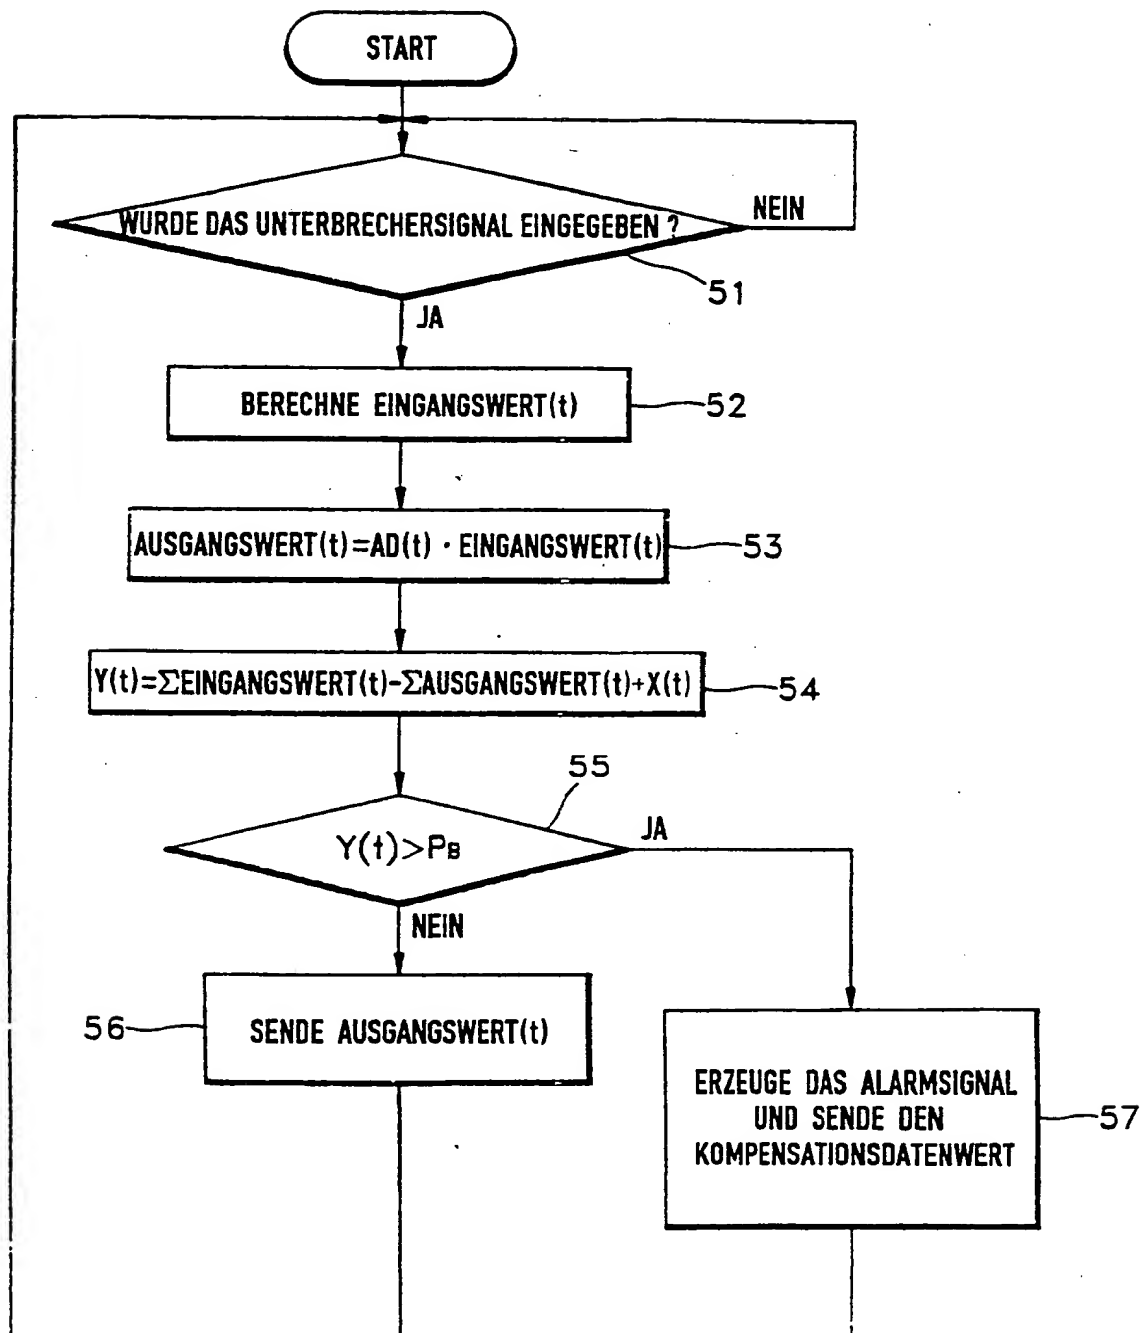 START
WURDE DAS UNTERBRECHERSIGNAL EINGEGEBEN ?
NEIN
51
JA
BERECHNE EINGANGSWERT(t)
52
AUSGANGSWERT(t)=AD(t) · EINGANGSWERT(t)
53
Y(t)=ΣEINGANGSWERT(t)-ΣAUSGANGSWERT(t)+X(t)
54
55
Y(t)>PB
JA
NEIN
SENDE AUSGANGSWERT(t)
56
ERZEUGE DAS ALARMSIGNAL
UND SENDE DEN
KOMPENSATIONSDATENWERT
57